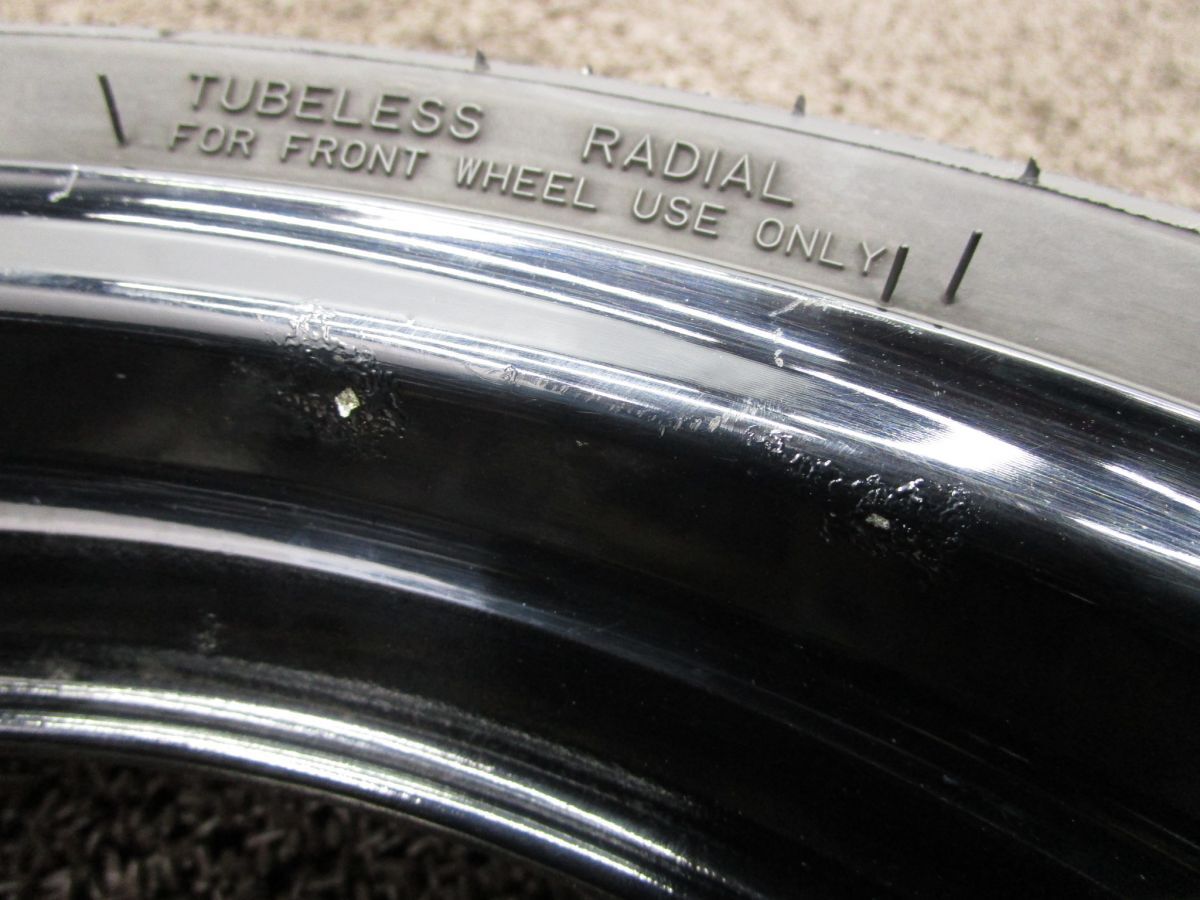 TUBELESS RADIAL
FOR FRONT WHEEL USE ONLY